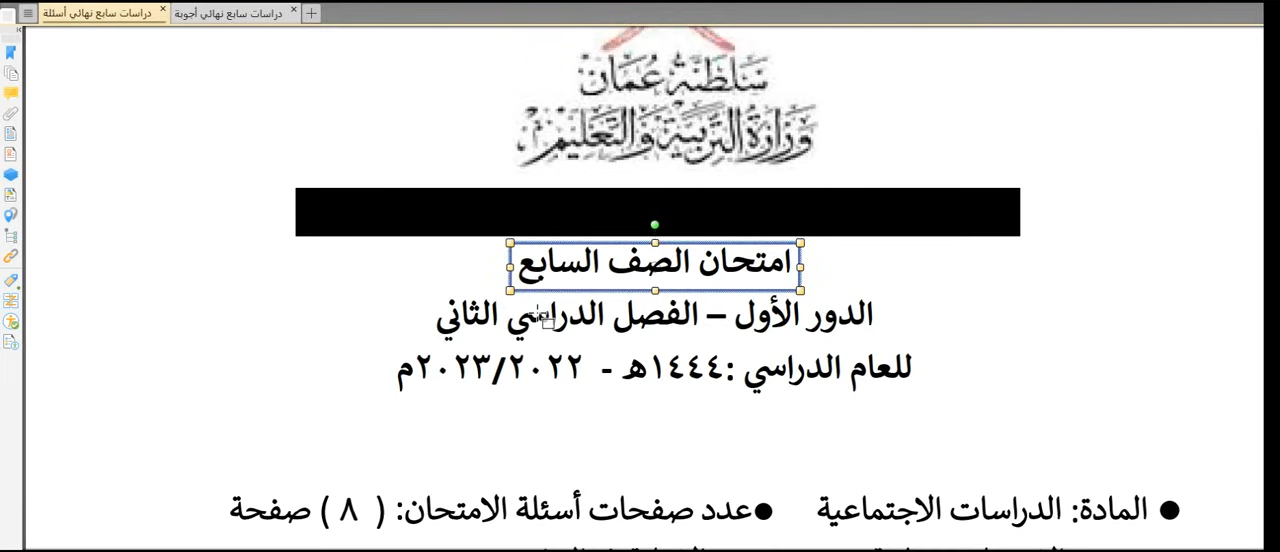 دراسات سابع نهائي أسئلة
دراسات سابع نهائي أجوبة
سلطنة عمان
وزارة التربية والتعليم
امتحان الصف السابع
الدور الأول – الفصل الدراسي الثاني
للعام الدراسي :١٤٤٤هـ - ٢٠٢٣/٢٠٢٢م
● المادة: الدراسات الاجتماعية
●عدد صفحات أسئلة الامتحان: ( ٨ ) صفحة